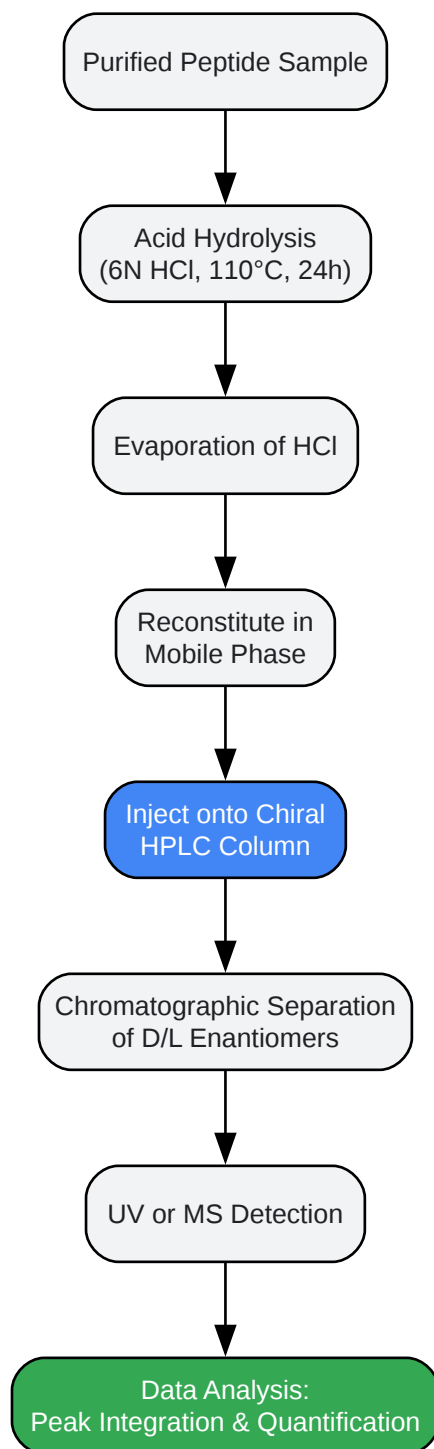 Purified Peptide Sample
Acid Hydrolysis
(6N HCl, 110°C, 24h)
Evaporation of HCl
Reconstitute in
Mobile Phase
Inject onto Chiral
HPLC Column
Chromatographic Separation
of D/L Enantiomers
UV or MS Detection
Data Analysis:
Peak Integration & Quantification